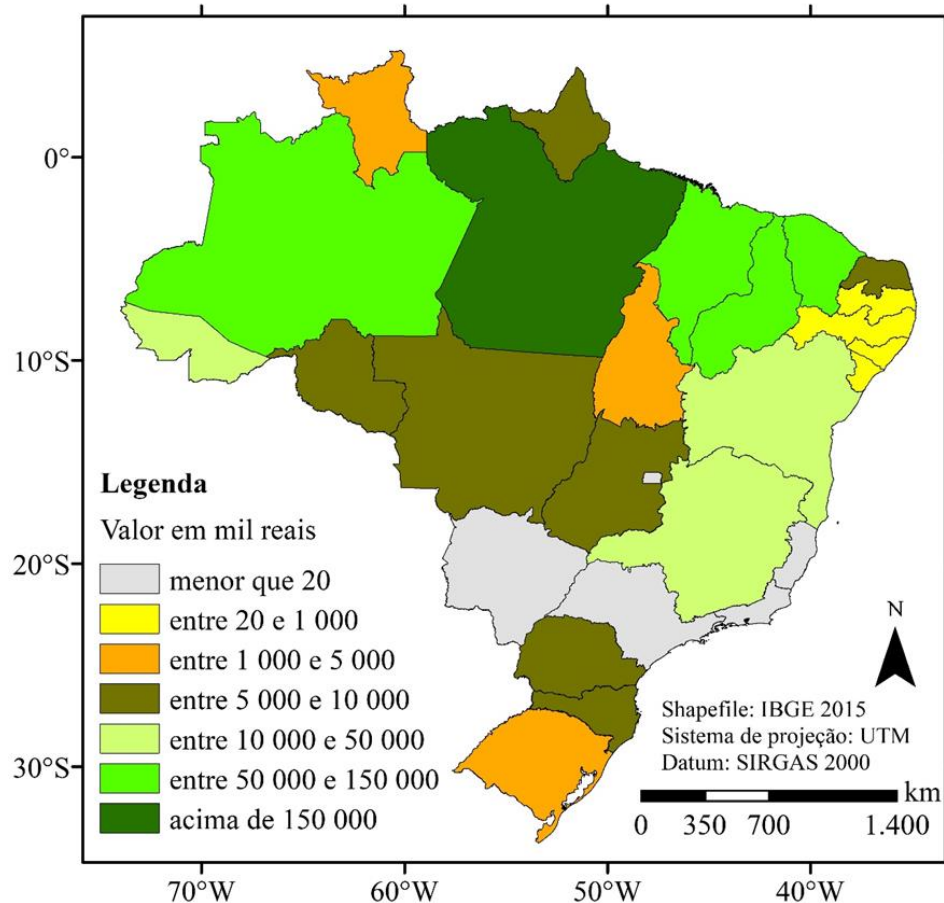 0°
10°S
20°S
30°S
Legenda
Valor em mil reais
menor que 20
entre 20 e 1 000
entre 1 000 e 5 000
entre 5 000 e 10 000
entre 10 000 e 50 000
entre 50 000 e 150 000
acima de 150 000
N
Shapefile: IBGE 2015
Sistema de projeção: UTM
Datum: SIRGAS 2000
km
0 350 700 1.400
70°W 60°W 50°W 40°W